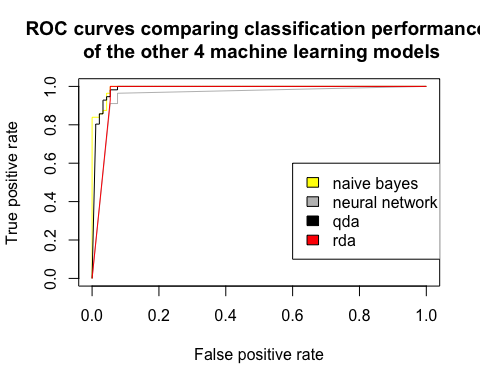 ROC curves comparing classification performance
of the other 4 machine learning models
True positive rate
1.0
0.8
0.6
0.4
0.2
0.0
naive bayes
neural network
qda
rda
0.0 0.2 0.4 0.6 0.8 1.0
False positive rate